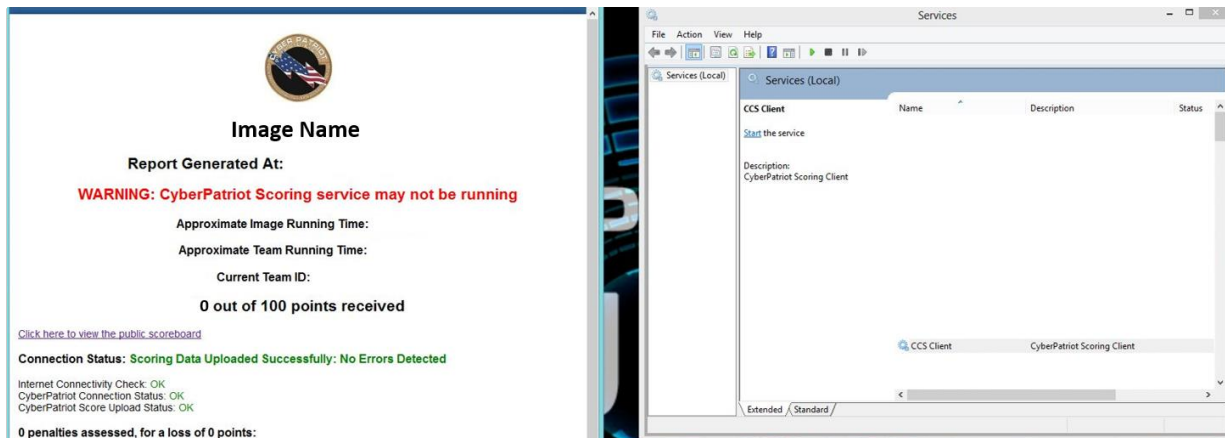 CYBER PATRIOT
Image Name
Report Generated At:
WARNING: CyberPatriot Scoring service may not be running
Approximate Image Running Time:
Approximate Team Running Time:
Current Team ID:
0 out of 100 points received
Click here to view the public scoreboard
Connection Status: Scoring Data Uploaded Successfully: No Errors Detected
Internet Connectivity Check: OK
CyberPatriot Connection Status: OK
CyberPatriot Score Upload Status: OK
0 penalties assessed, for a loss of 0 points:
Services
File Action View Help
Services (Local)
Services (Local)
CCS Client
Name Description Status
Start the service
Description:
CyberPatriot Scoring Client
CCS Client CyberPatriot Scoring Client
Extended Standard